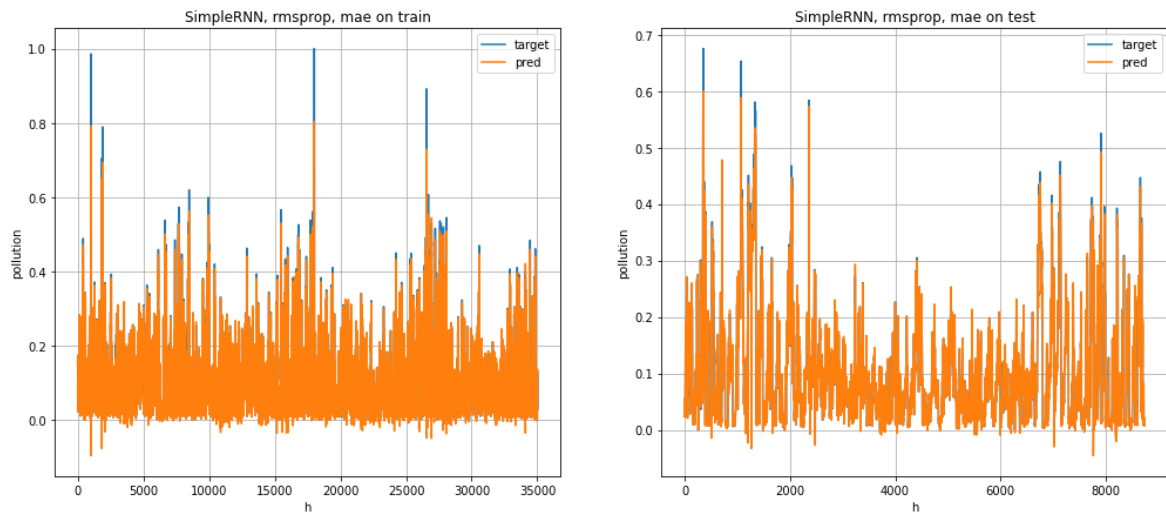 SimpleRNN, rmsprop, mae on train
target
pred
pollution
1.0
0.8
0.6
0.4
0.2
0.0
0 5000 10000 15000 20000 25000 30000 35000
h
SimpleRNN, rmsprop, mae on test
target
pred
pollution
0.7
0.6
0.5
0.4
0.3
0.2
0.1
0.0
0 2000 4000 6000 8000
h